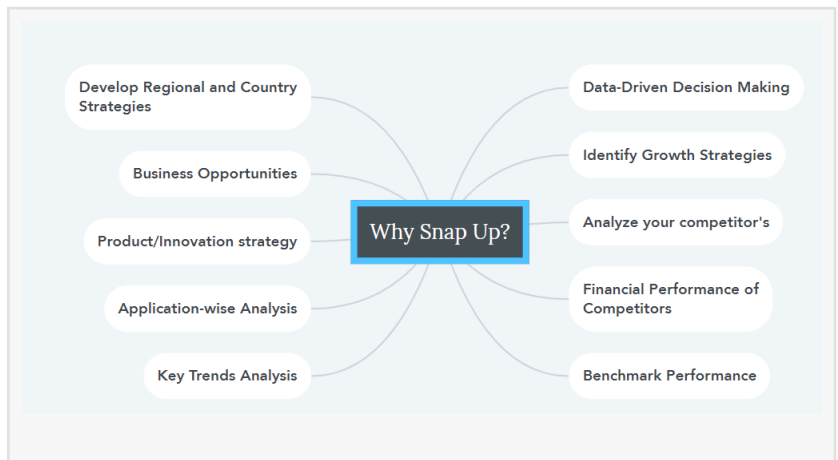 Develop Regional and Country
Strategies
Business Opportunities
Product/Innovation strategy
Application-wise Analysis
Key Trends Analysis
Why Snap Up?
Data-Driven Decision Making
Identify Growth Strategies
Analyze your competitor's
Financial Performance of
Competitors
Benchmark Performance